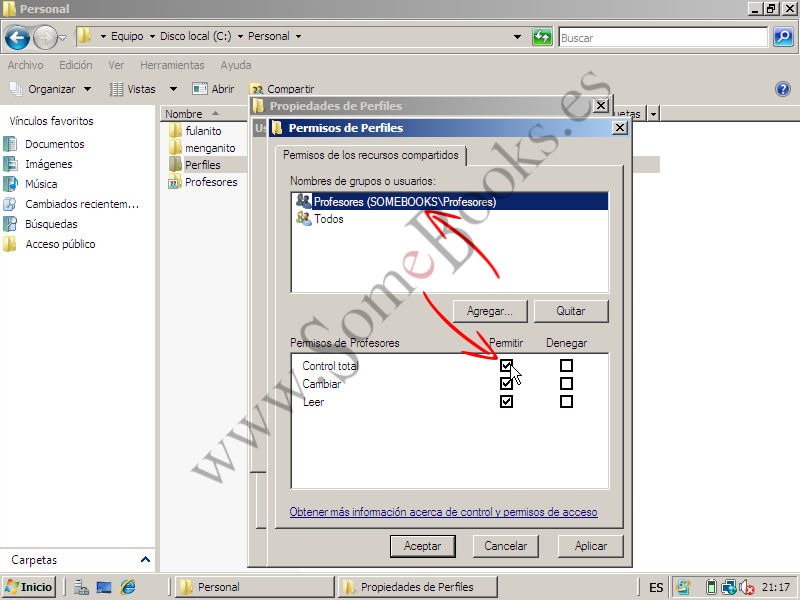 Personal
Equipo
Disco local (C:)
Personal
Buscar
Archivo
Edición
Ver
Herramientas
Ayuda
Organizar
Vistas
Abrir
Compartir
Vínculos favoritos
Documentos
Imágenes
Música
Cambiados recientem...
Búsquedas
Acceso público
Nombre
fulanito
menganito
Perfiles
Profesores
Propiedades de Perfiles
Permisos de Perfiles
Permisos de los recursos compartidos
Nombres de grupos o usuarios:
Profesores (SOMEBOOKS\Profesores)
Todos
Agregar...
Quitar
Permisos de Profesores
Permitir
Denegar
Control total
Cambiar
Leer
Obtener más información acerca de control y permisos de acceso
Aceptar
Cancelar
Aplicar
www.SomeBooks.es
Carpetas
Inicio
Personal
Propiedades de Perfiles
ES
21:17